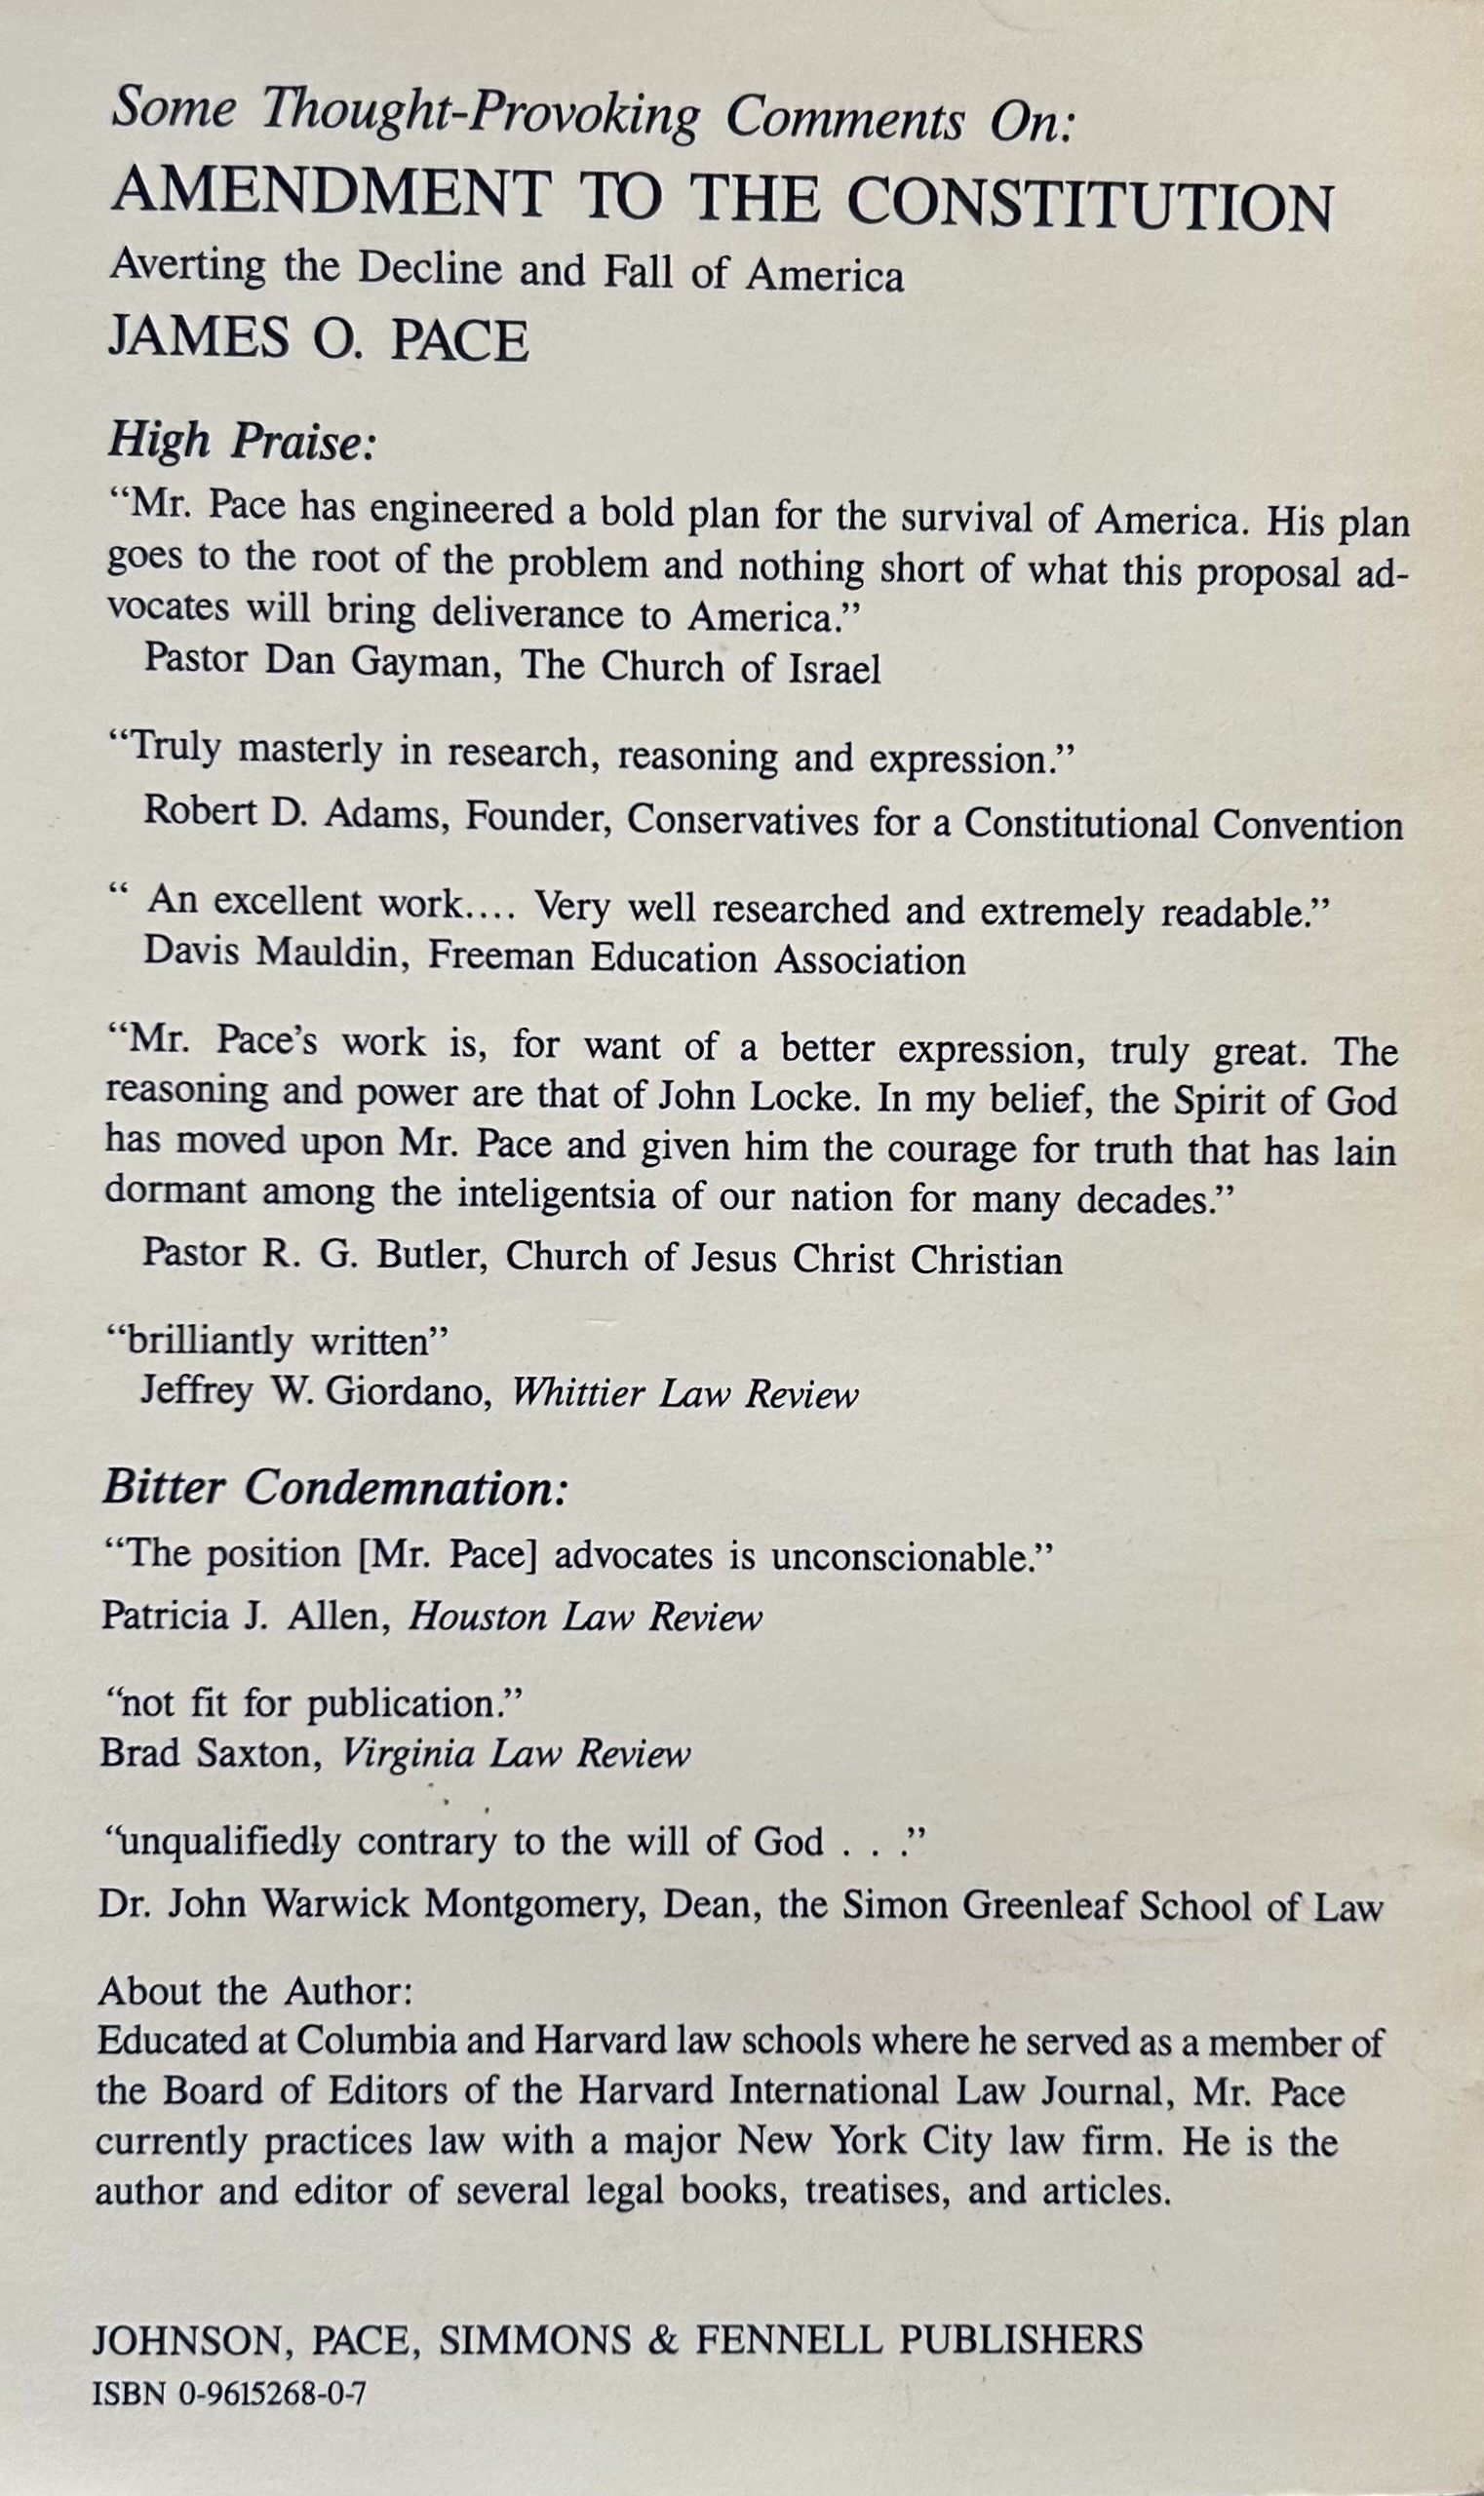 Some Thought-Provoking Comments On:
AMENDMENT TO THE CONSTITUTION
Averting the Decline and Fall of America
JAMES O. PACE
High Praise:
“Mr. Pace has engineered a bold plan for the survival of America. His plan
goes to the root of the problem and nothing short of what this proposal ad-
vocates will bring deliverance to America.”
Pastor Dan Gayman, The Church of Israel
“Truly masterly in research, reasoning and expression.”
Robert D. Adams, Founder, Conservatives for a Constitutional Convention
“ An excellent work.... Very well researched and extremely readable.”
Davis Mauldin, Freeman Education Association
“Mr. Pace’s work is, for want of a better expression, truly great. The
reasoning and power are that of John Locke. In my belief, the Spirit of God
has moved upon Mr. Pace and given him the courage for truth that has lain
dormant among the inteligentsia of our nation for many decades.”
Pastor R. G. Butler, Church of Jesus Christ Christian
“brilliantly written”
Jeffrey W. Giordano, Whittier Law Review
Bitter Condemnation:
“The position [Mr. Pace] advocates is unconscionable.”
Patricia J. Allen, Houston Law Review
“not fit for publication.”
Brad Saxton, Virginia Law Review
“unqualifiedly contrary to the will of God . . .”
Dr. John Warwick Montgomery, Dean, the Simon Greenleaf School of Law
About the Author:
Educated at Columbia and Harvard law schools where he served as a member of
the Board of Editors of the Harvard International Law Journal, Mr. Pace
currently practices law with a major New York City law firm. He is the
author and editor of several legal books, treatises, and articles.
JOHNSON, PACE, SIMMONS & FENNELL PUBLISHERS
ISBN 0-9615268-0-7